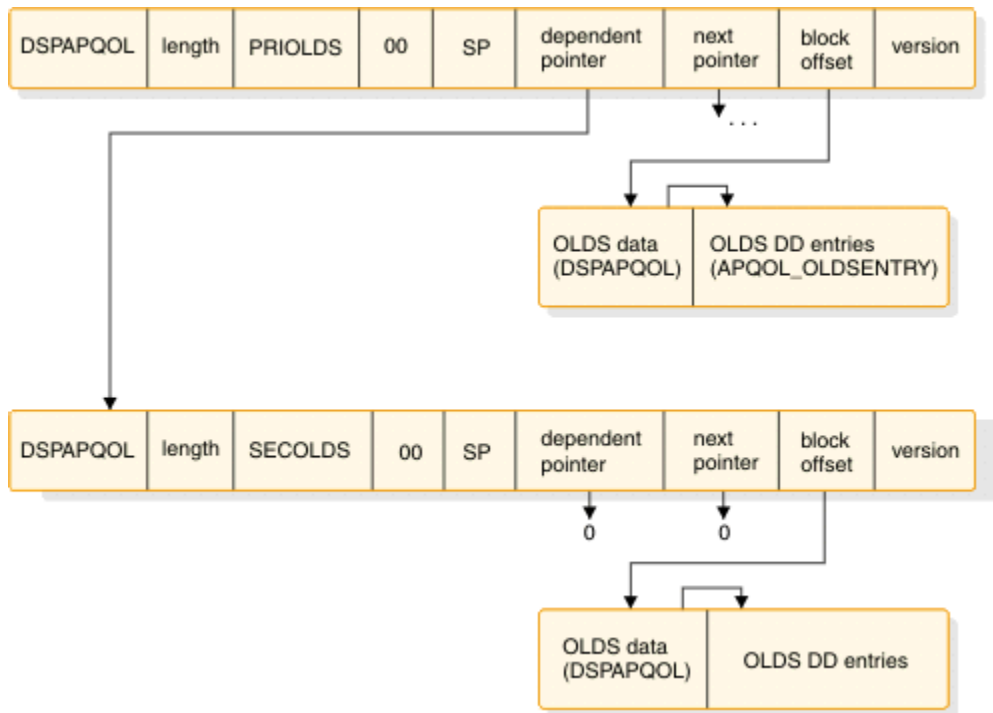 DSPAPQOL length PRIOLDS 00 SP dependent pointer next pointer block offset version
. . .
OLDS data (DSPAPQOL) OLDS DD entries (APQOL_OLDSENTRY)
DSPAPQOL length SECOLDS 00 SP dependent pointer next pointer block offset version
0 0
OLDS data (DSPAPQOL) OLDS DD entries